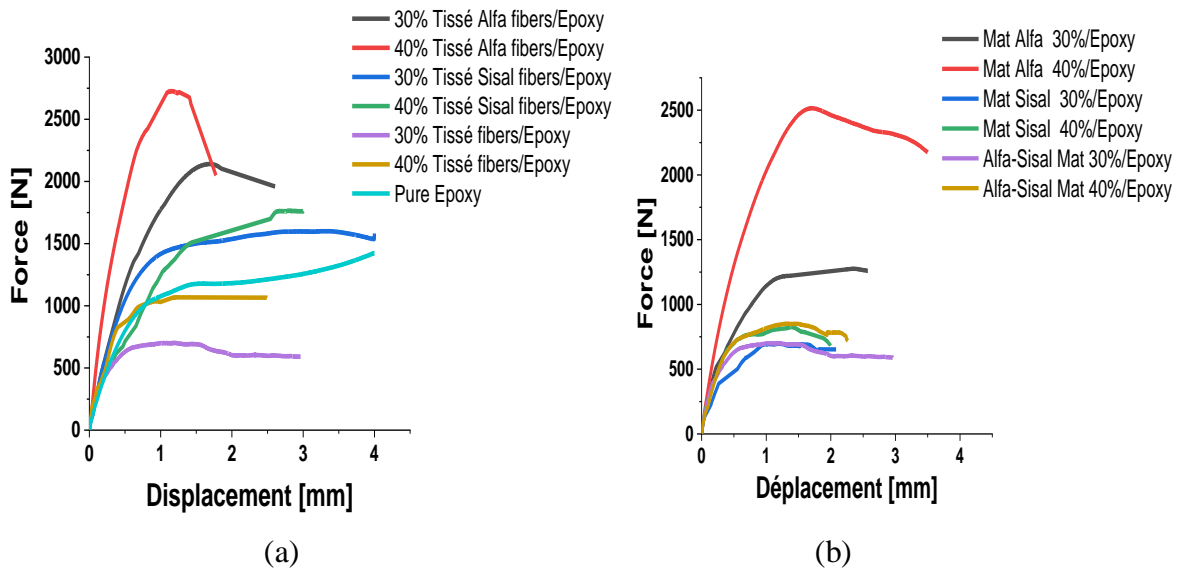 30% Tissé Alfa fibers/Epoxy
40% Tissé Alfa fibers/Epoxy
30% Tissé Sisal fibers/Epoxy
40% Tissé Sisal fibers/Epoxy
30% Tissé fibers/Epoxy
40% Tissé fibers/Epoxy
Pure Epoxy
3000
2500
2000
1500
1000
500
0
Force [N]
0 1 2 3 4
Displacement [mm]
(a)
Mat Alfa 30%/Epoxy
Mat Alfa 40%/Epoxy
Mat Sisal 30%/Epoxy
Mat Sisal 40%/Epoxy
Alfa-Sisal Mat 30%/Epoxy
Alfa-Sisal Mat 40%/Epoxy
2500
2000
1500
1000
500
0
Force [N]
0 1 2 3 4
Déplacement [mm]
(b)